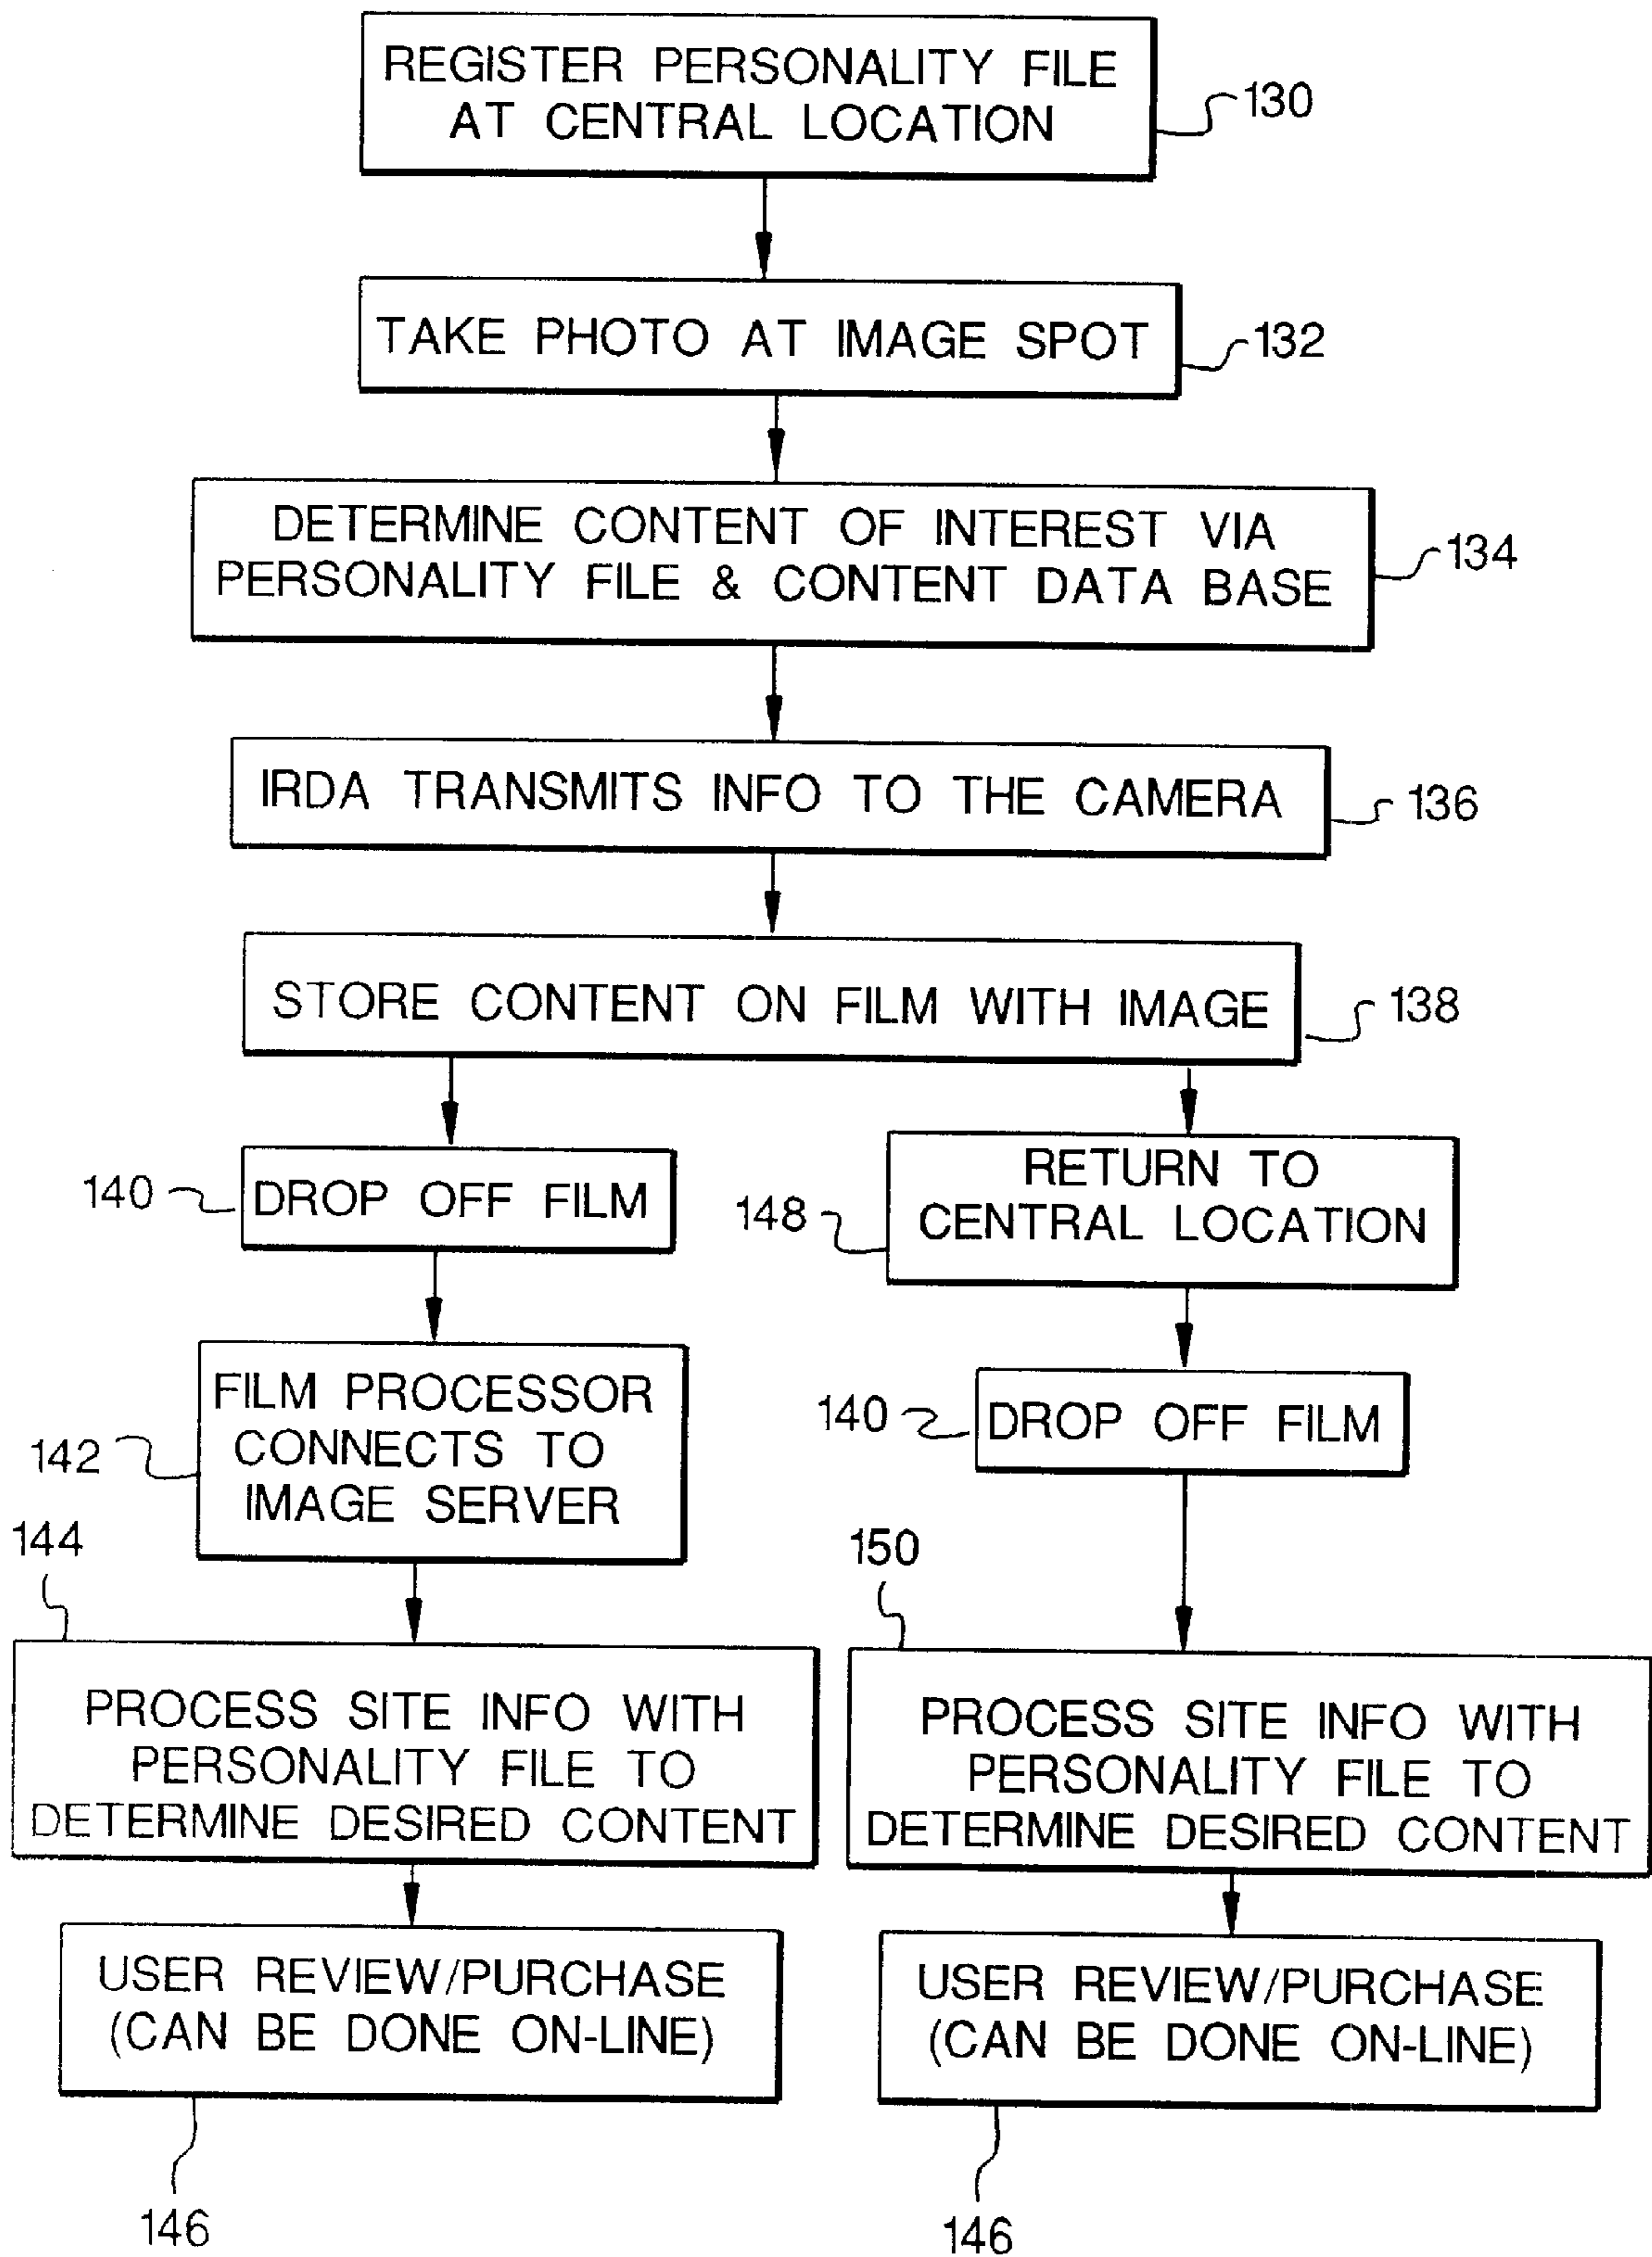 REGISTER PERSONALITY FILE
AT CENTRAL LOCATION
130
TAKE PHOTO AT IMAGE SPOT
132
DETERMINE CONTENT OF INTEREST VIA
PERSONALITY FILE & CONTENT DATA BASE
134
IRDA TRANSMITS INFO TO THE CAMERA
136
STORE CONTENT ON FILM WITH IMAGE
138
140
DROP OFF FILM
142
FILM PROCESSOR
CONNECTS TO
IMAGE SERVER
144
PROCESS SITE INFO WITH
PERSONALITY FILE TO
DETERMINE DESIRED CONTENT
USER REVIEW/PURCHASE
(CAN BE DONE ON-LINE)
146
148
RETURN TO
CENTRAL LOCATION
140
DROP OFF FILM
150
PROCESS SITE INFO WITH
PERSONALITY FILE TO
DETERMINE DESIRED CONTENT
USER REVIEW/PURCHASE
(CAN BE DONE ON-LINE)
146